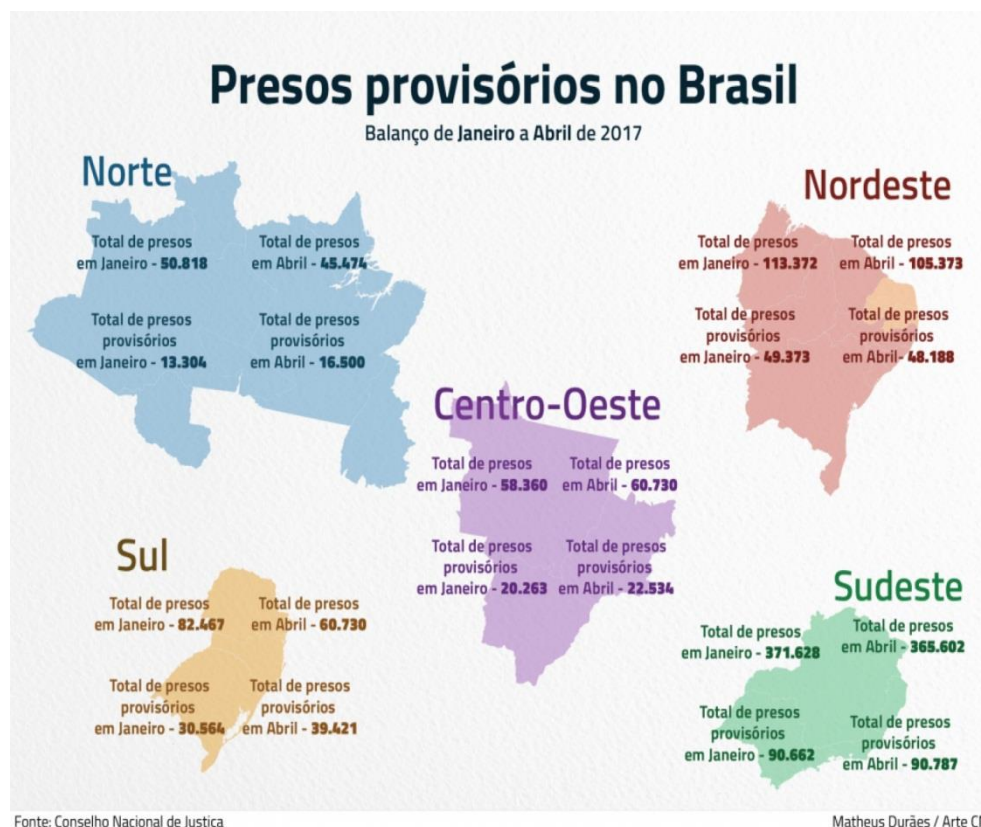 Presos provisórios no Brasil
Balanço de Janeiro a Abril de 2017
Norte
Total de presos
em Janeiro - 50.818
Total de presos
em Abril - 45.474
Total de presos
provisórios
em Janeiro - 13.304
Total de presos
provisórios
em Abril - 16.500
Nordeste
Total de presos
em Janeiro - 113.372
Total de presos
em Abril - 105.373
Total de presos
provisórios
em Janeiro - 49.373
Total de presos
provisórios
em Abril- 48.188
Centro-Oeste
Total de presos
em Janeiro - 58.360
Total de presos
em Abril - 60.730
Total de presos
provisórios
em Janeiro - 20.263
Total de presos
provisórios
em Abril - 22.534
Sul
Total de presos
em Janeiro - 82.467
Total de presos
em Abril - 60.730
Total de presos
provisórios
em Janeiro - 30.564
Total de presos
provisórios
em Abril - 39.421
Sudeste
Total de presos
em Janeiro - 371.628
Total de presos
em Abril - 365.602
Total de presos
provisórios
em Janeiro - 90.662
Total de presos
provisórios
em Abril - 90.787
Fonte: Conselho Nacional de Justiça
Matheus Durães / Arte